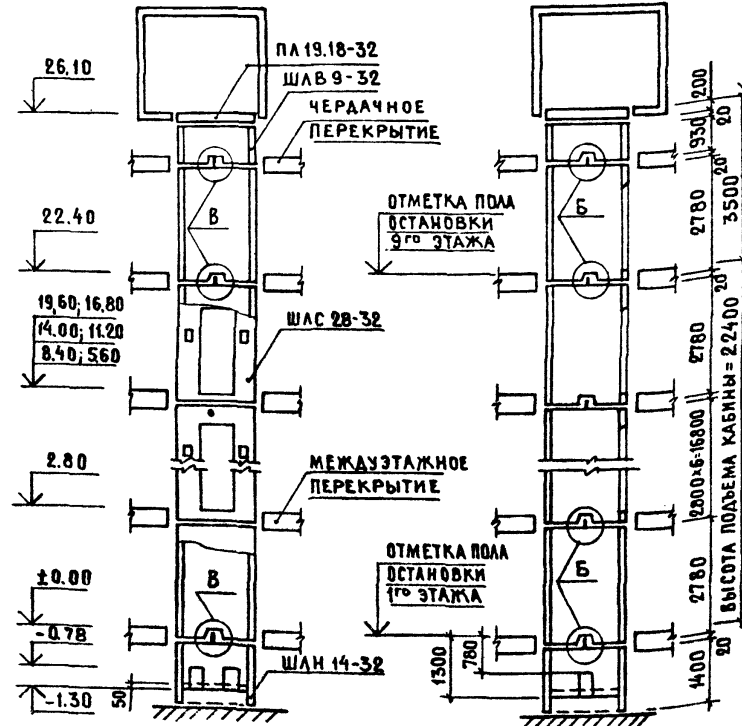 ПЛ 19.18-32
ШЛВ 9-32
ЧЕРДАЧНОЕ
ПЕРЕКРЫТИЕ
26.10
В
22.40
19,60; 16,80
14.00; 11.20
8.40; 5.60
ШЛС 28-32
2.80
МЕЖДУЭТАЖНОЕ
ПЕРЕКРЫТИЕ
±0.00
В
-0.78
ШЛН 14-32
-1.30
50
ОТМЕТКА ПОЛА
ОСТАНОВКИ
9ГО ЭТАЖА
Б
ОТМЕТКА ПОЛА
ОСТАНОВКИ
1ГО ЭТАЖА
Б
1300
780
200
20
930
20
2780
3500
20
2780
2800х6=16800
2780
20
1400
ВЫСОТА ПОДЪЕМА КАБИНЫ=22400